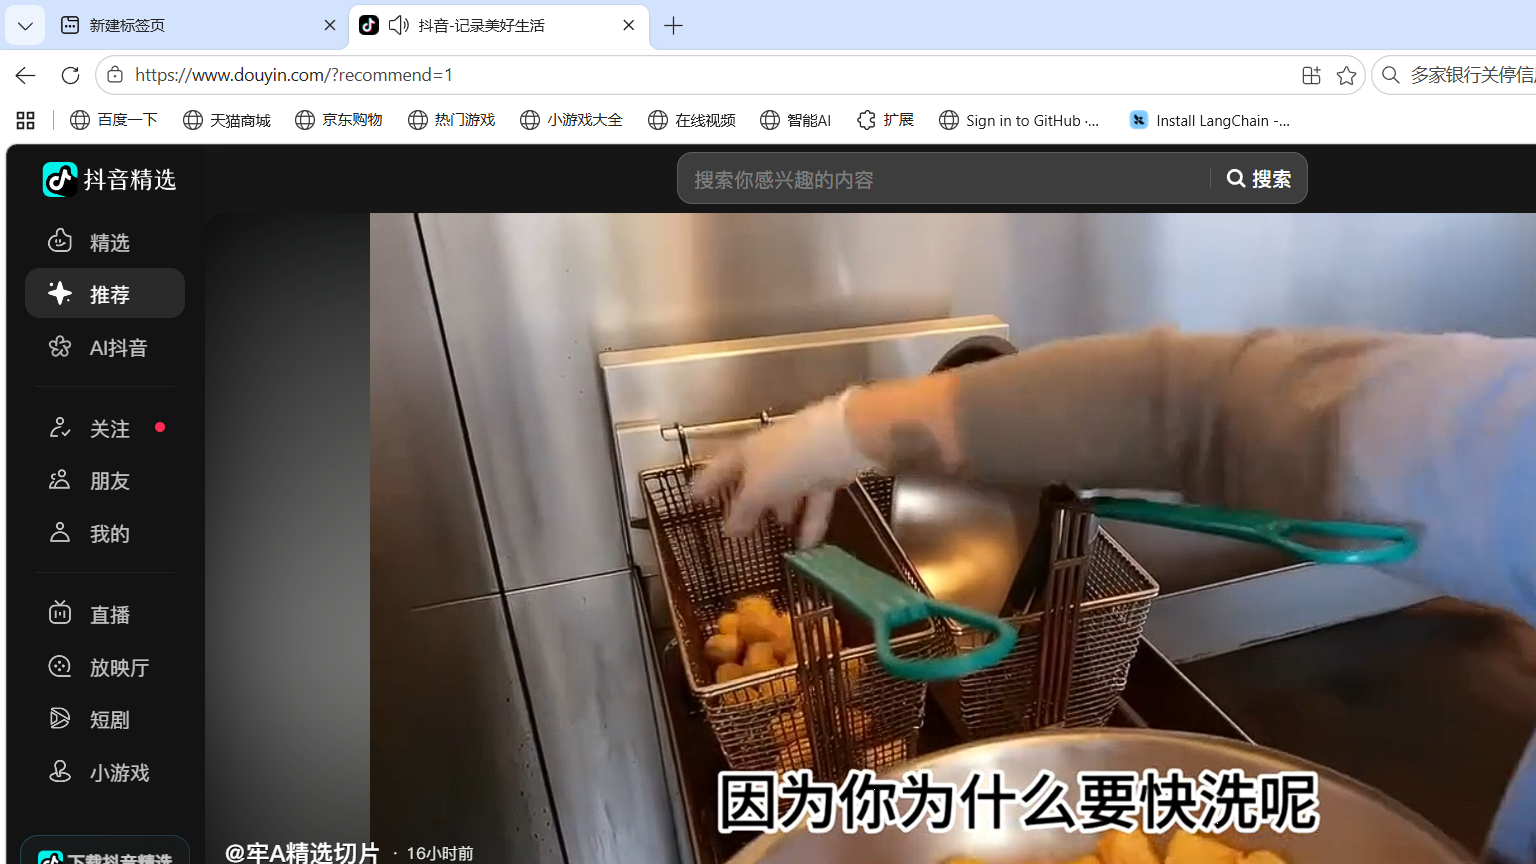 新建标签页
抖音-记录美好生活
https://www.douyin.com/?recommend=1
多家银行关停信
百度一下
天猫商城
京东购物
热门游戏
小游戏大全
在线视频
智能AI
扩展
Sign in to GitHub ·...
Install LangChain -...
抖音精选
搜索你感兴趣的内容
搜索
精选
推荐
AI抖音
关注
朋友
我的
直播
放映厅
短剧
小游戏
下载抖音精选
因为你为什么要快洗呢
@牢A精选切片 · 16小时前